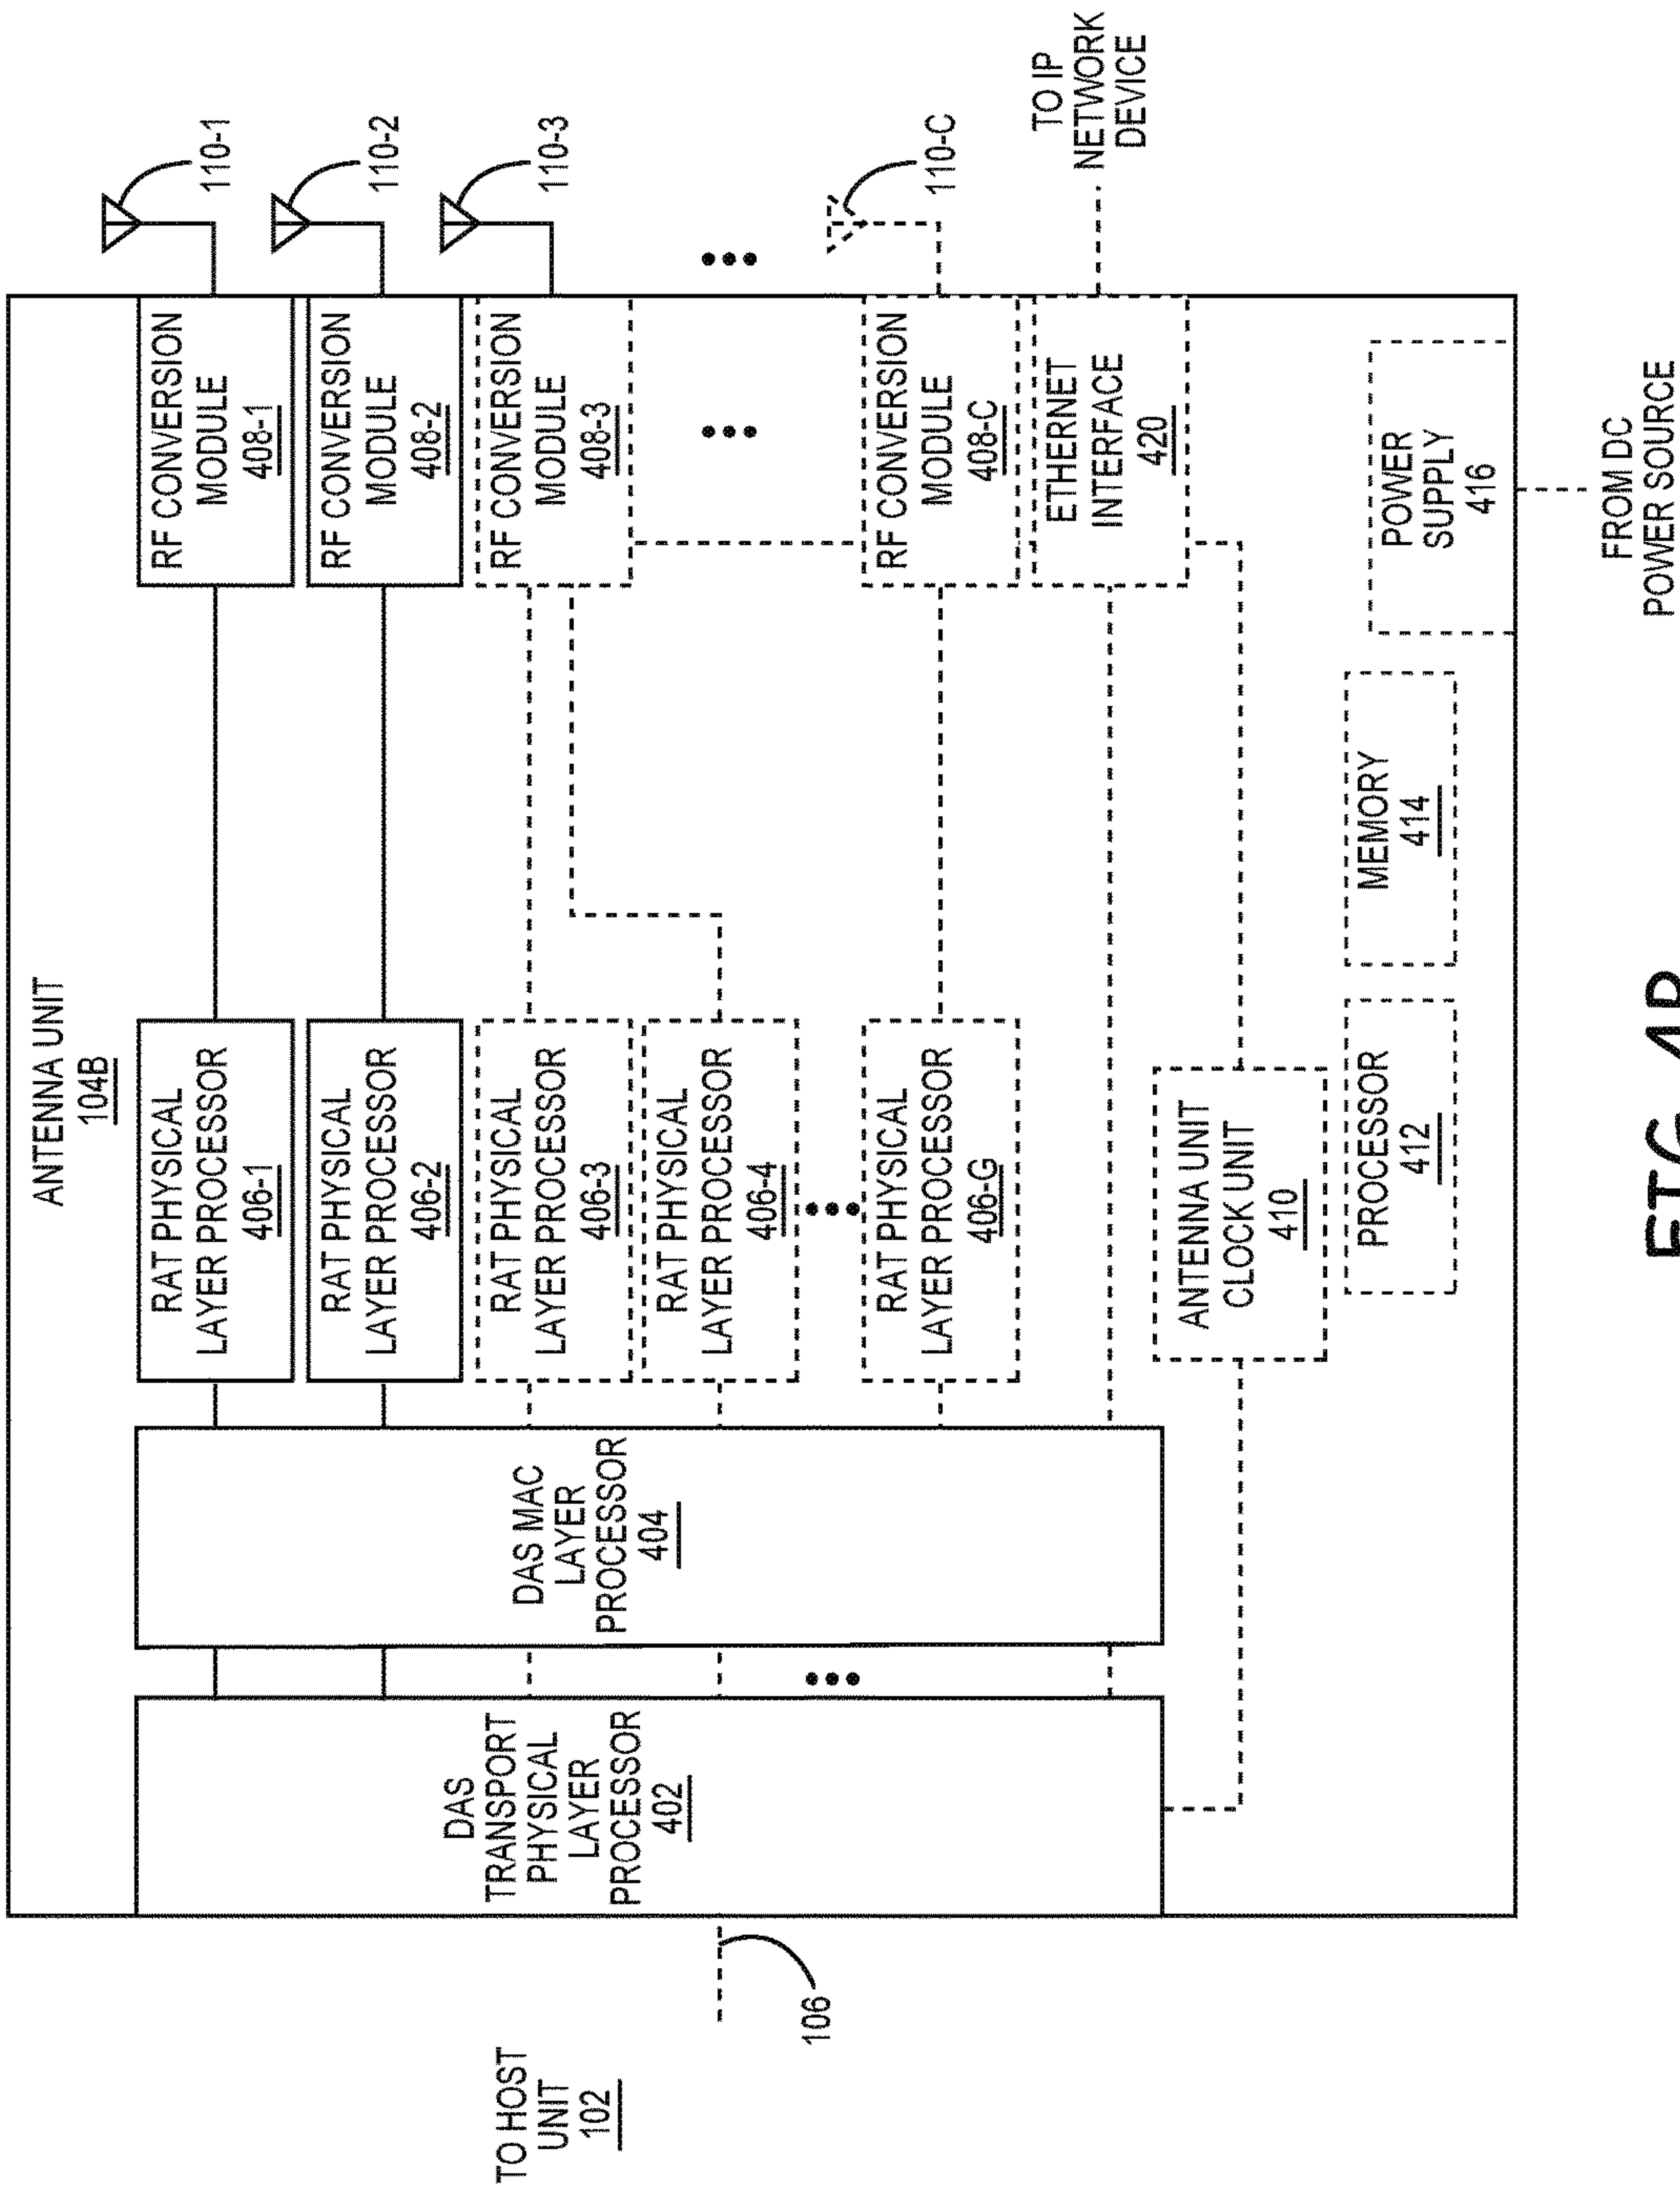 ANTENNA UNIT
104B
TO HOST
UNIT
102
106
DAS
TRANSPORT
PHYSICAL
LAYER
PROCESSOR
402
DAS MAC
LAYER
PROCESSOR
404
RAT PHYSICAL
LAYER PROCESSOR
406-1
RAT PHYSICAL
LAYER PROCESSOR
406-2
RAT PHYSICAL
LAYER PROCESSOR
406-3
RAT PHYSICAL
LAYER PROCESSOR
406-4
RAT PHYSICAL
LAYER PROCESSOR
406-G
RF CONVERSION
MODULE
408-1
RF CONVERSION
MODULE
408-2
RF CONVERSION
MODULE
408-3
RF CONVERSION
MODULE
408-C
ETHERNET
INTERFACE
420
110-1
110-2
110-3
110-C
TO IP
NETWORK
DEVICE
ANTENNA UNIT
CLOCK UNIT
410
PROCESSOR
412
MEMORY
414
POWER
SUPPLY
416
FROM DC
POWER SOURCE
FIG. 4B